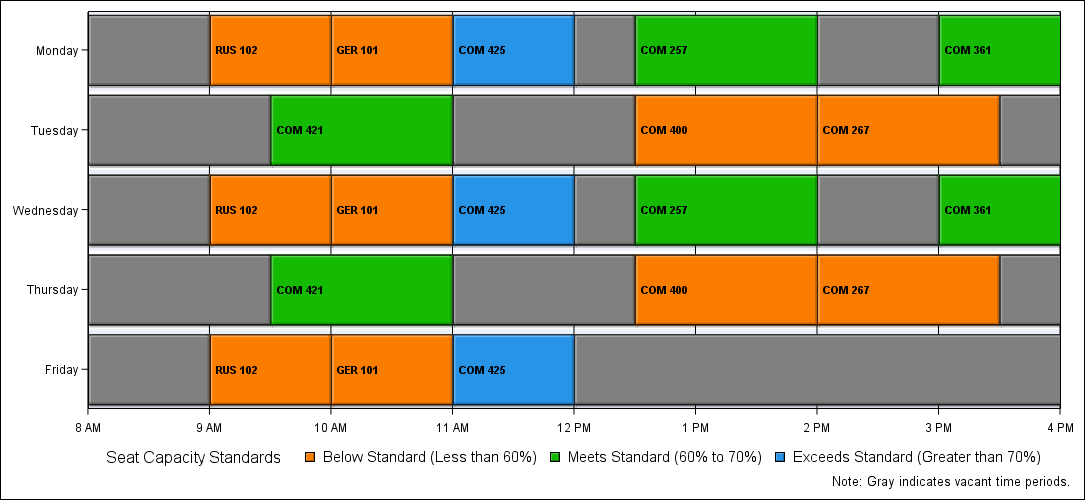 Monday RUS 102 GER 101 COM 425 COM 257 COM 361
Tuesday COM 421 COM 400 COM 267
Wednesday RUS 102 GER 101 COM 425 COM 257 COM 361
Thursday COM 421 COM 400 COM 267
Friday RUS 102 GER 101 COM 425
8 AM 9 AM 10 AM 11 AM 12 PM 1 PM 2 PM 3 PM 4 PM
Seat Capacity Standards Below Standard (Less than 60%) Meets Standard (60% to 70%) Exceeds Standard (Greater than 70%)
Note: Gray indicates vacant time periods.